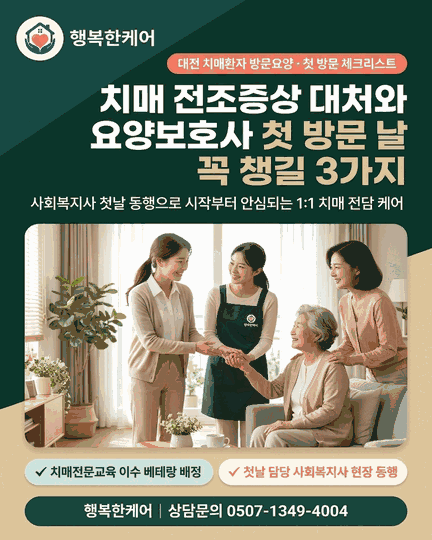 행복한케어
대전 치매환자 방문요양 · 첫 방문 체크리스트
치매 전조증상 대처와
요양보호사 첫 방문 날
꼭 챙길 3가지
사회복지사 첫날 동행으로 시작부터 안심되는 1:1 치매 전담 케어
행복한케어
✓ 치매전문교육 이수 베테랑 배정
✓ 첫날 담당 사회복지사 현장 동행
행복한케어 | 상담문의 0507-1349-4004